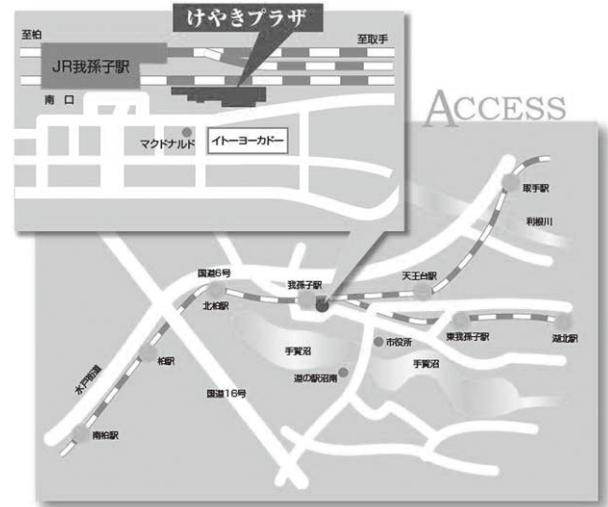 けやきプラザ
至柏
至取手
JR我孫子駅
南 口
マクドナルド
イトーヨーカドー
ACCESS
取手駅
利根川
国道6号
天王台駅
我孫子駅
北柏駅
市役所
東我孫子駅
湖北駅
手賀沼
手賀沼
柏駅
道の駅沼南
水戸街道
国道16号
南柏駅